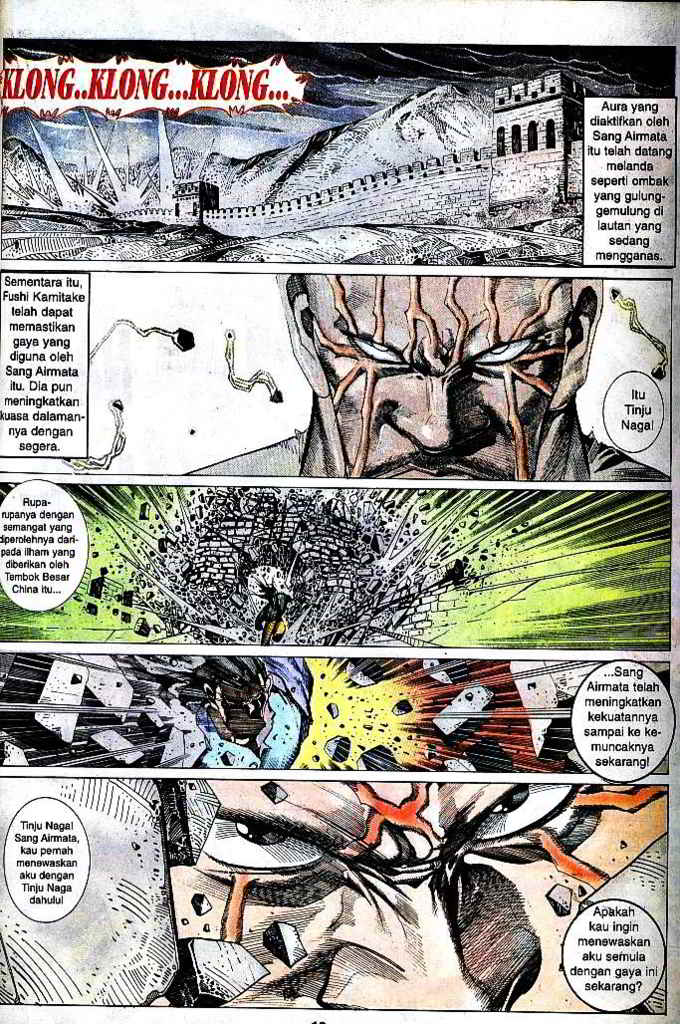 KLONG..KLONG...KLONG...
Aura yang
diaktifkan oleh
Sang Airmata
itu telah datang
melanda
seperti ombak
yang gulung-
gemulung di
lautan yang
sedang
mengganas.
Sementara itu,
Fushi Kamitake
telah dapat
memastikan
gaya yang
diguna oleh
Sang Airmata
itu. Dia pun
meningkatkan
kuasa dalaman-
nya dengan
segera.
Itu
Tinju
Naga!
Rupa-
rupanya dengan
semangat yang
diperolehnya dari-
pada ilham yang
diberikan oleh
Tembok Besar
China itu...
...Sang
Airmata telah
meningkatkan
kekuatannya
sampai ke ke-
muncaknya
sekarang!
Tinju Naga!
Sang Airmata,
kau pernah
menewaskan
aku dengan
Tinju Naga
dahulu!
Apakah
kau ingin
menewaskan
aku semula
dengan gaya ini
sekarang?